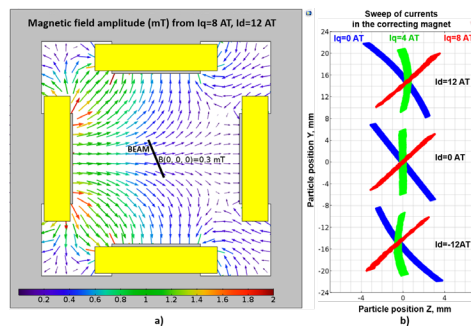 Magnetic field amplitude (mT) from Iq=8 AT, Id=12 AT
BEAM
B(0, 0, 0)=0.3 mT
0.2 0.4 0.6 0.8 1 1.2 1.4 1.6 1.8 2
a)
Sweep of currents
in the correcting magnet
Iq=0 AT Iq=4 AT Iq=8 AT
24
20
16
12
8
4
0
-4
-8
-12
-16
-20
-24
Particle position Y, mm
Id=12 AT
Id=0 AT
Id=-12AT
-4 0 4
Particle position Z, mm
b)